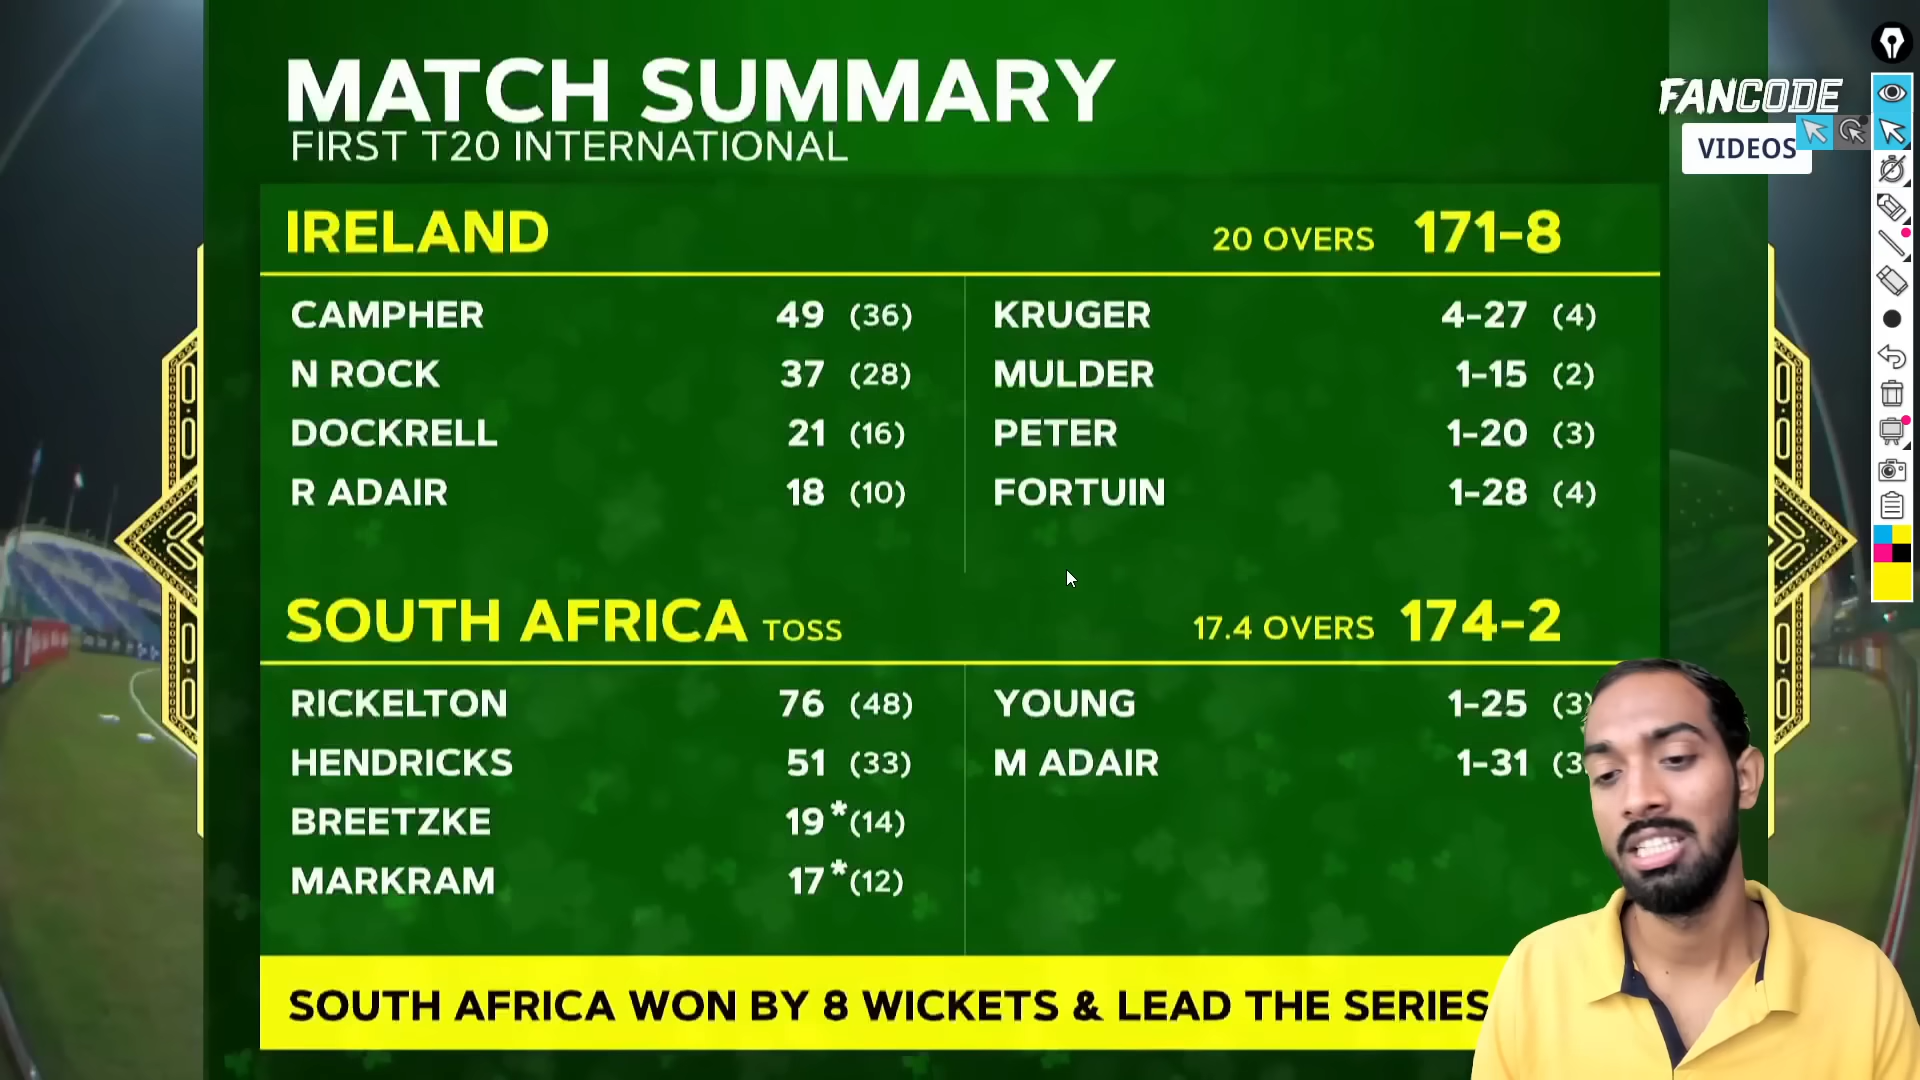 MATCH SUMMARY
FIRST T20 INTERNATIONAL
FANCODE
VIDEOS
IRELAND 20 OVERS 171-8
CAMPHER 49 (36) KRUGER 4-27 (4)
N ROCK 37 (28) MULDER 1-15 (2)
DOCKRELL 21 (16) PETER 1-20 (3)
R ADAIR 18 (10) FORTUIN 1-28 (4)
SOUTH AFRICA TOSS 17.4 OVERS 174-2
RICKELTON 76 (48) YOUNG 1-25 (3)
HENDRICKS 51 (33) M ADAIR 1-31 (3
BREETZKE 19*(14)
MARKRAM 17*(12)
SOUTH AFRICA WON BY 8 WICKETS & LEAD THE SERIES